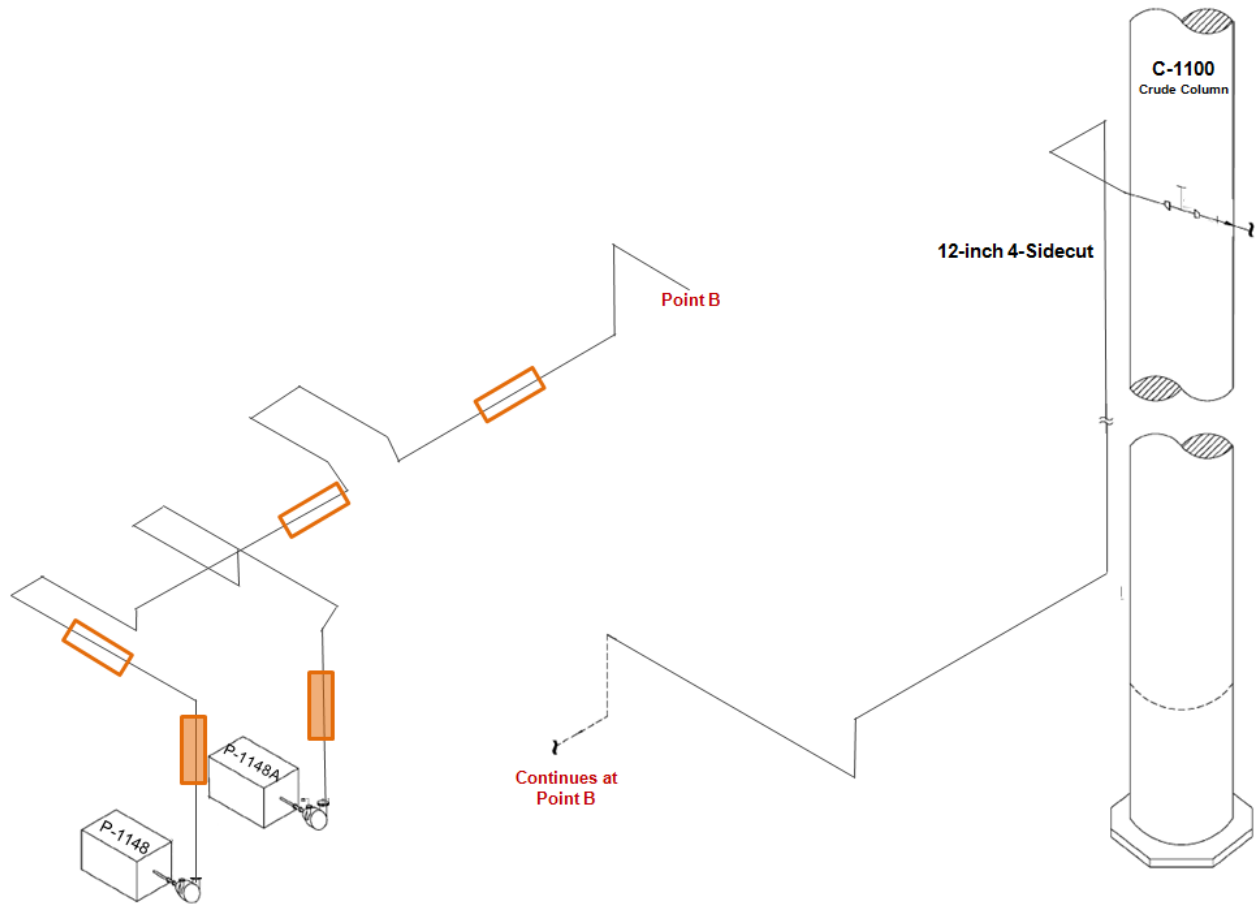 C-1100
Crude Column
12-inch 4-Sidecut
Point B
P-1148A
Continues at
Point B
P-1148